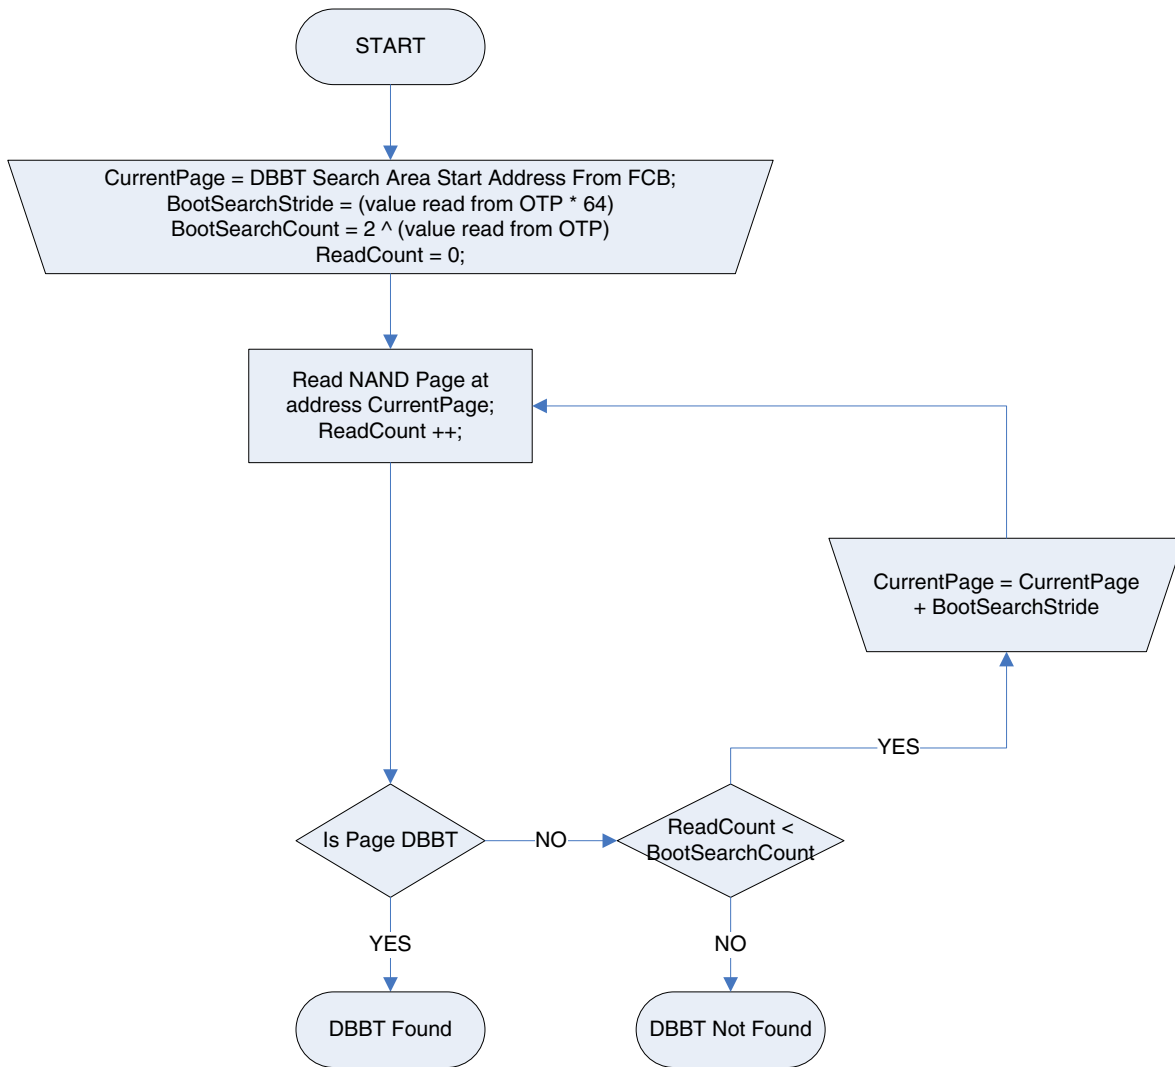 START
CurrentPage = DBBT Search Area Start Address From FCB;
BootSearchStride = (value read from OTP * 64)
BootSearchCount = 2 ^ (value read from OTP)
ReadCount = 0;
Read NAND Page at
address CurrentPage;
ReadCount ++;
CurrentPage = CurrentPage
+ BootSearchStride
YES
Is Page DBBT
NO
ReadCount <
BootSearchCount
YES
NO
DBBT Found
DBBT Not Found